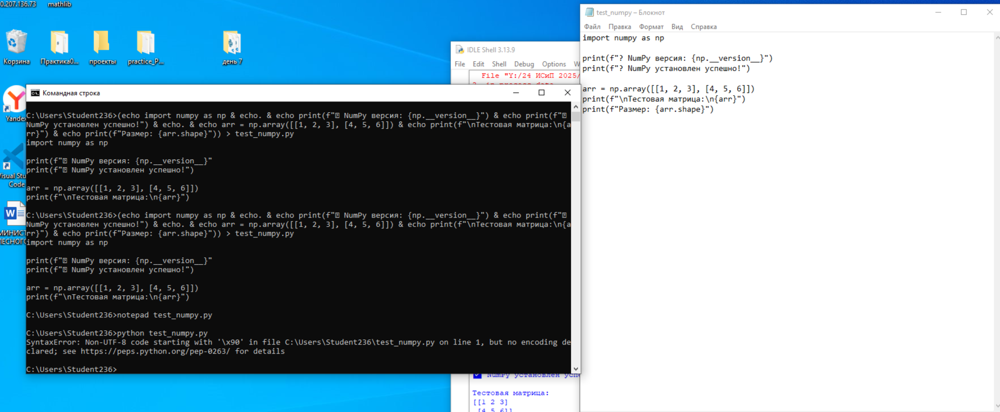 0.207.136.73
mathlib
Корзина
Практика0...
проекты
practice_P...
день 7
Yandex
Visual Stu
Code
W
МИНИСТ
ЛЕСНОГО
IDLE Shell 3.13.9
File Edit Shell Debug Options W
File "Y:/24 ИСиП 2025/
Командная строка
C:\Users\Student236>(echo import numpy as np & echo. & echo print(f"⍰ NumPy версия: {np.__version__}") & echo print(f"⍰
NumPy установлен успешно!") & echo. & echo arr = np.array([[1, 2, 3], [4, 5, 6]]) & echo print(f"\nТестовая матрица:\n{a
rr}") & echo print(f"Размер: {arr.shape}")) > test_numpy.py
import numpy as np
print(f"⍰ NumPy версия: {np.__version__}"
print(f"⍰ NumPy установлен успешно!")
arr = np.array([[1, 2, 3], [4, 5, 6]])
print(f"\nТестовая матрица:\n{arr}")
C:\Users\Student236>(echo import numpy as np & echo. & echo print(f"⍰ NumPy версия: {np.__version__}") & echo print(f"⍰
NumPy установлен успешно!") & echo. & echo arr = np.array([[1, 2, 3], [4, 5, 6]]) & echo print(f"\nТестовая матрица:\n{a
rr}") & echo print(f"Размер: {arr.shape}")) > test_numpy.py
import numpy as np
print(f"⍰ NumPy версия: {np.__version__}"
print(f"⍰ NumPy установлен успешно!")
arr = np.array([[1, 2, 3], [4, 5, 6]])
print(f"\nТестовая матрица:\n{arr}")
C:\Users\Student236>notepad test_numpy.py
C:\Users\Student236>python test_numpy.py
SyntaxError: Non-UTF-8 code starting with '\x90' in file C:\Users\Student236\test_numpy.py on line 1, but no encoding de
clared; see https://peps.python.org/pep-0263/ for details
C:\Users\Student236>
NumPy установлен успе
Тестовая матрица:
[[1 2 3]
[4 5 6]]
test_numpy – Блокнот
Файл Правка Формат Вид Справка
import numpy as np
print(f"? NumPy версия: {np.__version__}")
print(f"? NumPy установлен успешно!")
arr = np.array([[1, 2, 3], [4, 5, 6]])
print(f"\nТестовая матрица:\n{arr}")
print(f"Размер: {arr.shape}")